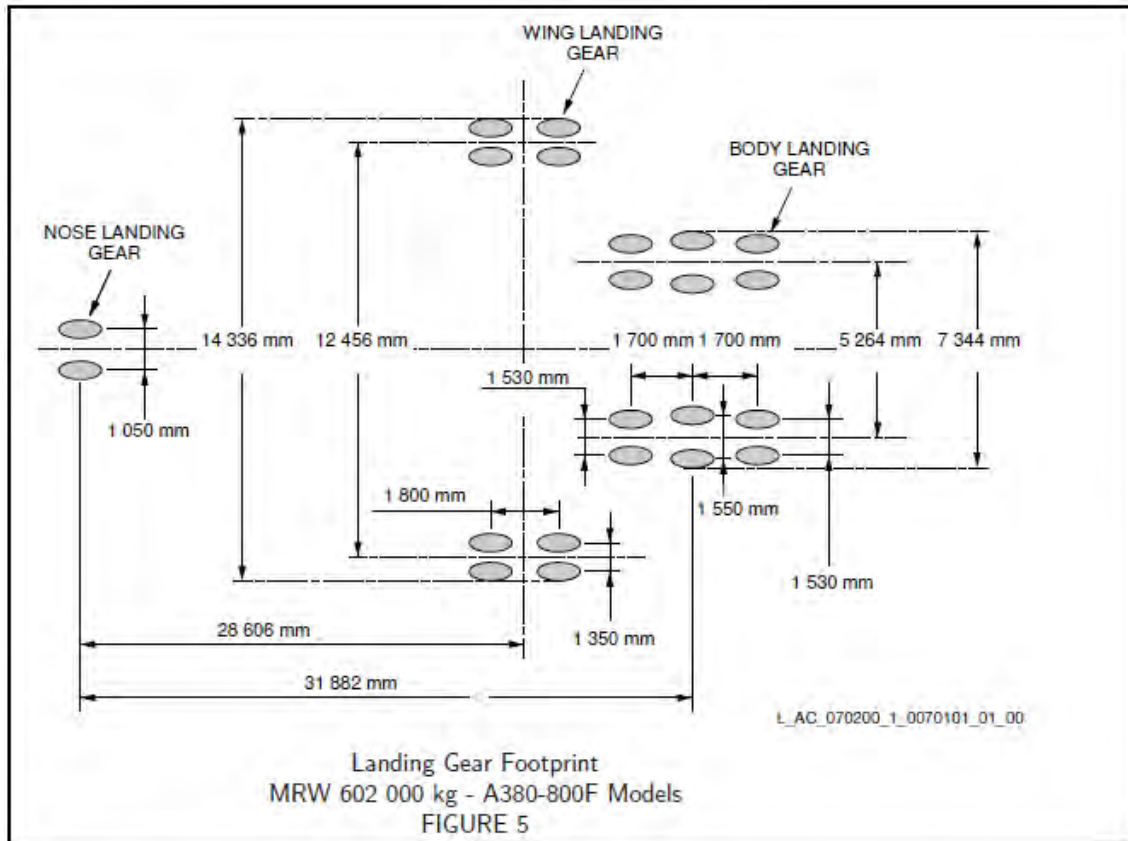 WING LANDING
GEAR
BODY LANDING
GEAR
NOSE LANDING
GEAR
14 336 mm
12 456 mm
1 700 mm
1 700 mm
5 264 mm
7 344 mm
1 530 mm
1 050 mm
1 800 mm
1 550 mm
1 530 mm
28 606 mm
1 350 mm
31 882 mm
L_AC_070200_1_0070101_01_00
Landing Gear Footprint
MRW 602 000 kg - A380-800F Models
FIGURE 5